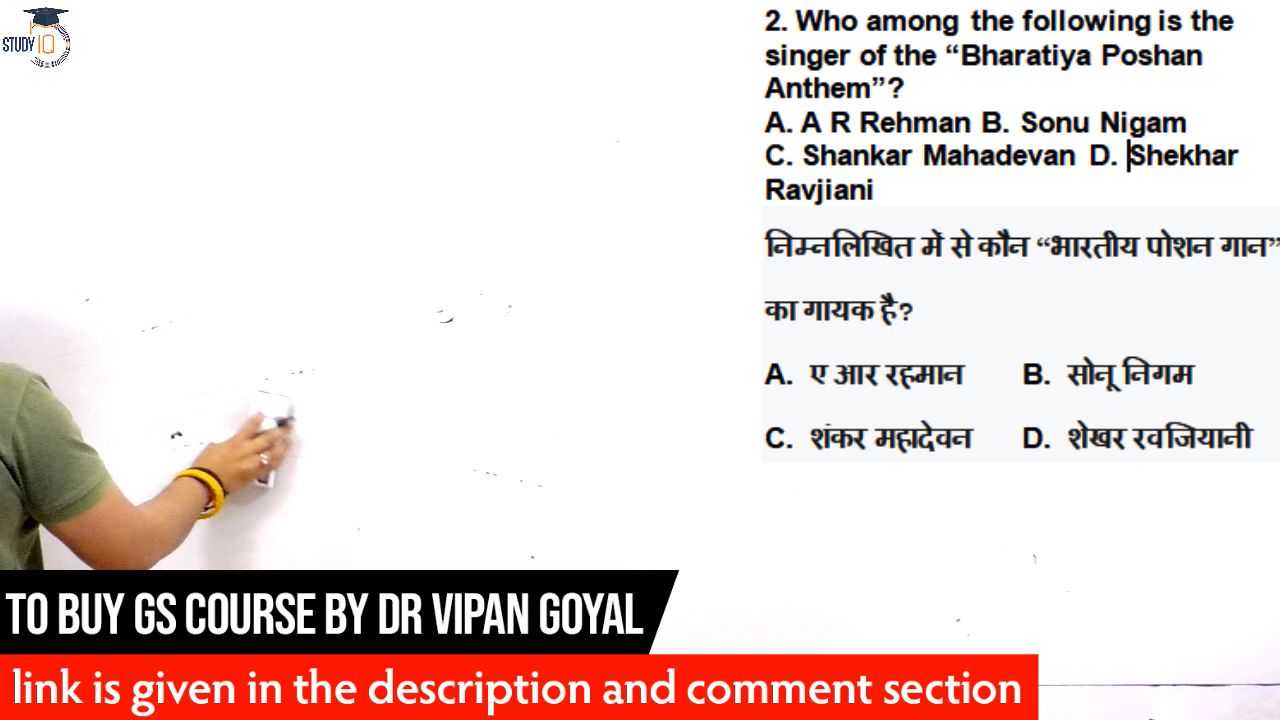 STUDY IQ
2. Who among the following is the
singer of the “Bharatiya Poshan
Anthem”?
A. A R Rehman B. Sonu Nigam
C. Shankar Mahadevan D. Shekhar
Ravjiani
निम्नलिखित में से कौन “भारतीय पोशन गान”
का गायक है?
A. ए आर रहमान B. सोनू निगम
C. शंकर महादेवन D. शेखर रवजियानी
TO BUY GS COURSE BY DR VIPAN GOYAL
link is given in the description and comment section